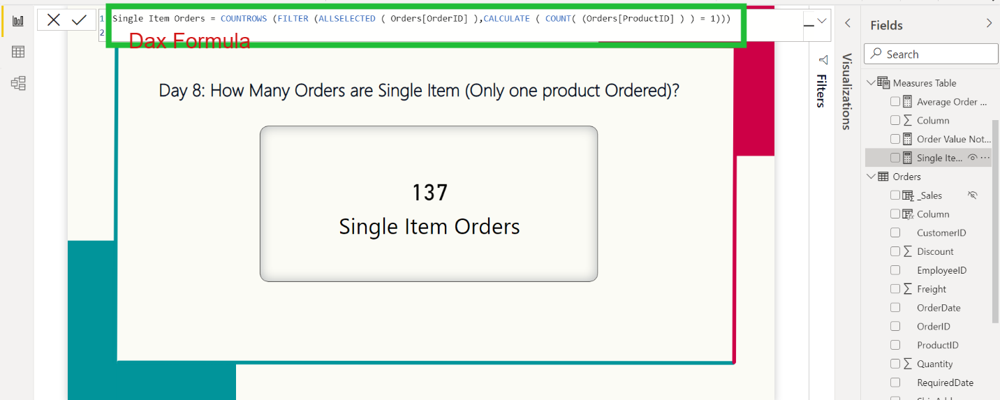 1 Single Item Orders = COUNTROWS (FILTER (ALLSELECTED ( Orders[OrderID] ),CALCULATE ( COUNT( (Orders[ProductID] ) ) = 1)))
2
Dax Formula
Day 8: How Many Orders are Single Item (Only one product Ordered)?
137
Single Item Orders
Filters
Visualizations
Fields
Search
Measures Table
Average Order ...
Column
Order Value Not...
Single Ite...
Orders
_Sales
Column
CustomerID
Discount
EmployeeID
Freight
OrderDate
OrderID
ProductID
Quantity
RequiredDate